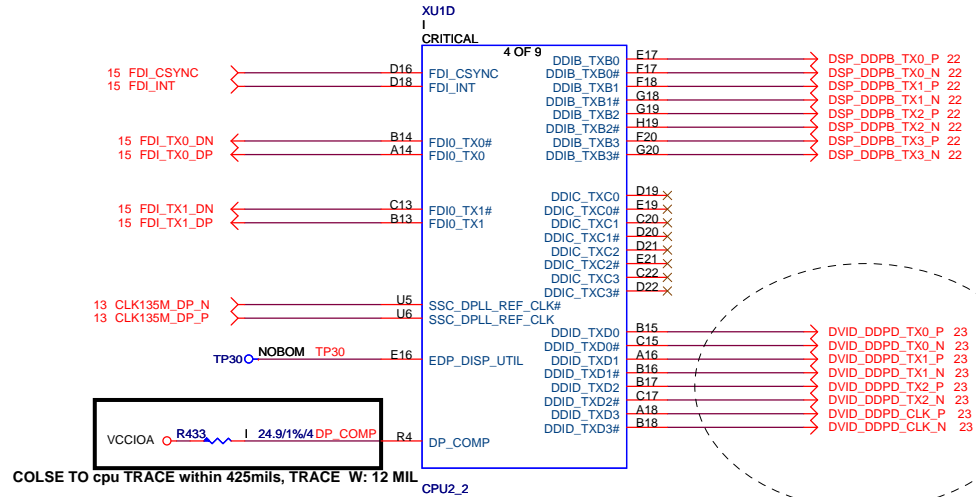 XU1D
I
CRITICAL
4 OF 9
15 FDI_CSYNC D16 FDI_CSYNC
15 FDI_INT D18 FDI_INT
15 FDI_TX0_DN B14 FDI0_TX0#
15 FDI_TX0_DP A14 FDI0_TX0
15 FDI_TX1_DN C13 FDI0_TX1#
15 FDI_TX1_DP B13 FDI0_TX1
13 CLK135M_DP_N U5 SSC_DPLL_REF_CLK#
13 CLK135M_DP_P U6 SSC_DPLL_REF_CLK
TP30 NOBOM TP30 E16 EDP_DISP_UTIL
VCCIOA R433 I 24.9/1%/4 DP_COMP R4 DP_COMP
COLSE TO cpu TRACE within 425mils, TRACE W: 12 MIL
DDIB_TXB0 F17 DSP_DDPB_TX0_P 22
DDIB_TXB0# E17 DSP_DDPB_TX0_N 22
DDIB_TXB1 F18 DSP_DDPB_TX1_P 22
DDIB_TXB1# G18 DSP_DDPB_TX1_N 22
DDIB_TXB2 G19 DSP_DDPB_TX2_P 22
DDIB_TXB2# H19 DSP_DDPB_TX2_N 22
DDIB_TXB3 F20 DSP_DDPB_TX3_P 22
DDIB_TXB3# G20 DSP_DDPB_TX3_N 22
DDIC_TXC0 D19
DDIC_TXC0# E19
DDIC_TXC1 C20
DDIC_TXC1# D20
DDIC_TXC2 D21
DDIC_TXC2# E21
DDIC_TXC3 C22
DDIC_TXC3# D22
DDID_TXD0 B15 DVID_DDPD_TX0_P 23
DDID_TXD0# C15 DVID_DDPD_TX0_N 23
DDID_TXD1 A16 DVID_DDPD_TX1_P 23
DDID_TXD1# B16 DVID_DDPD_TX1_N 23
DDID_TXD2 B17 DVID_DDPD_TX2_P 23
DDID_TXD2# C17 DVID_DDPD_TX2_N 23
DDID_TXD3 A18 DVID_DDPD_CLK_P 23
DDID_TXD3# B18 DVID_DDPD_CLK_N 23
CPU2_2